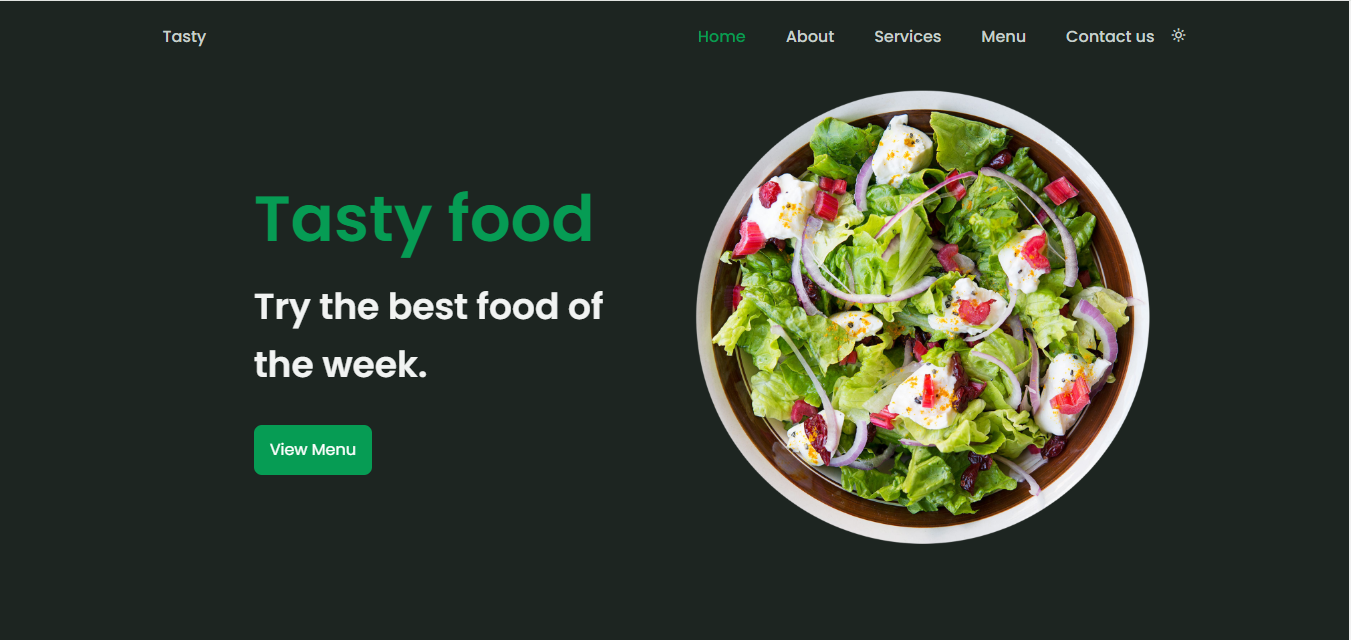 Tasty
Home About Services Menu Contact us
Tasty food
Try the best food of
the week.
View Menu